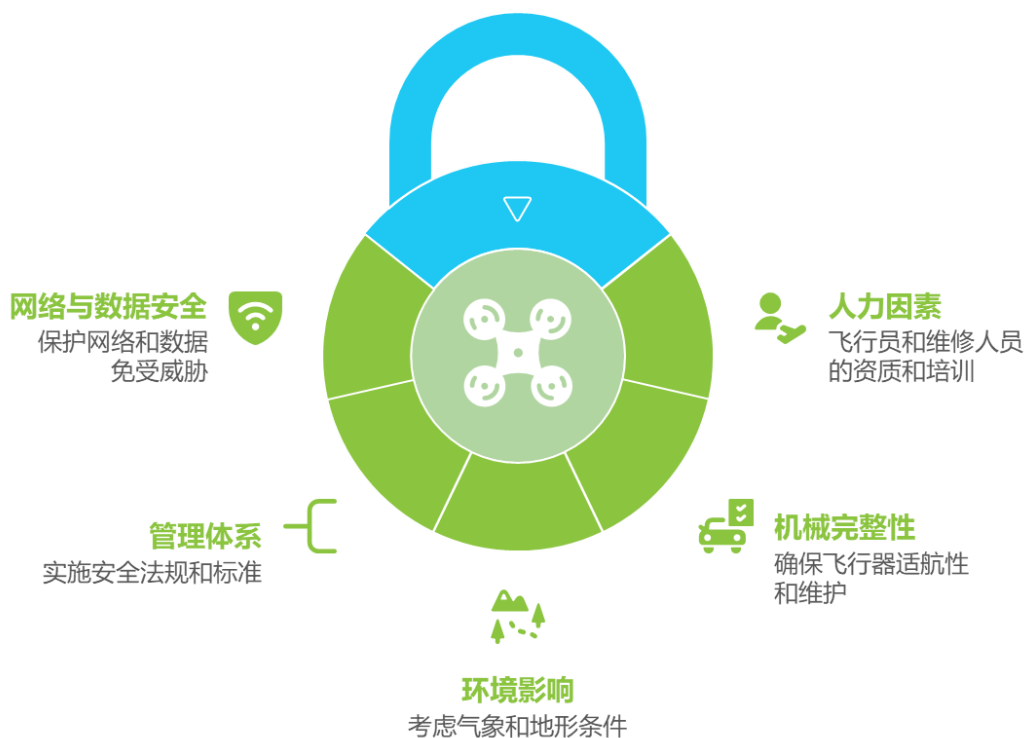 网络与数据安全
保护网络和数据
免受威胁
人力因素
飞行员和维修人员
的资质和培训
管理体系
实施安全法规和标准
机械完整性
确保飞行器适航性
和维护
环境影响
考虑气象和地形条件